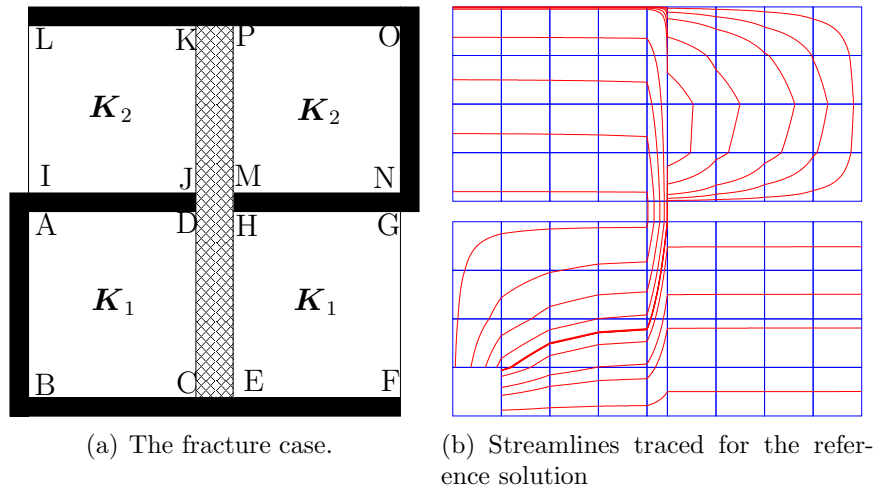 L K P O
K₂ K₂
I J M N
A D H G
K₁ K₁
B C E F
(a) The fracture case.
(b) Streamlines traced for the refer-
ence solution